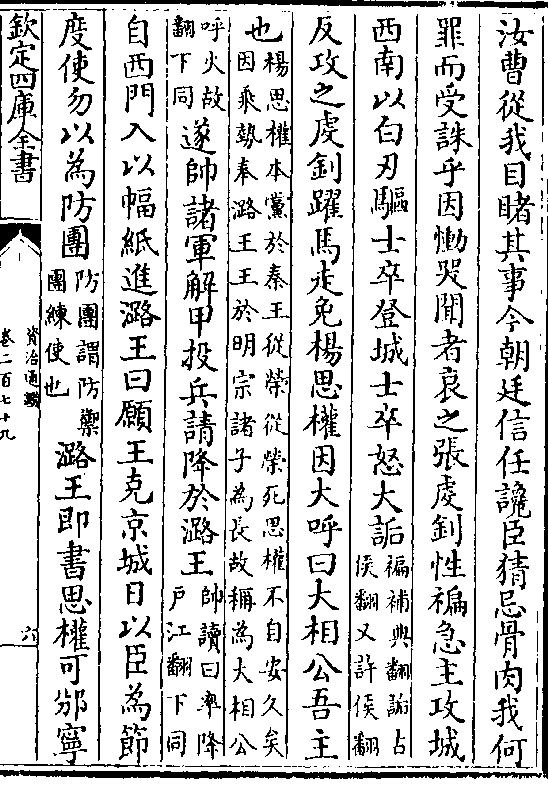 汝曹從我目睹其事今朝廷信任讒臣猜忌骨肉我何
罪而受誅乎因慟哭聞者哀之張䖍釗性褊急主攻城
西南以白刃驅士卒登城士卒怒大詬褊補典翻詬古
候翻又許候翻
反攻之䖍釗躍馬走免楊思權因大呼曰大相公吾主
也楊思權本黨於秦王從榮從榮死思權不自安久矣
因乘勢奉潞王王於明宗諸子為長故稱為大相公
呼火故
翻下同遂帥諸軍解甲投兵請降於潞王帥讀曰率降
戶江翻下同
自西門入以幅紙進潞王曰願王克京城日以臣為節
度使勿以為防團防團謂防禦
團練使也潞王即書思權可邠寧
欽定四庫全書
資治通鑑
卷二百七十九
六